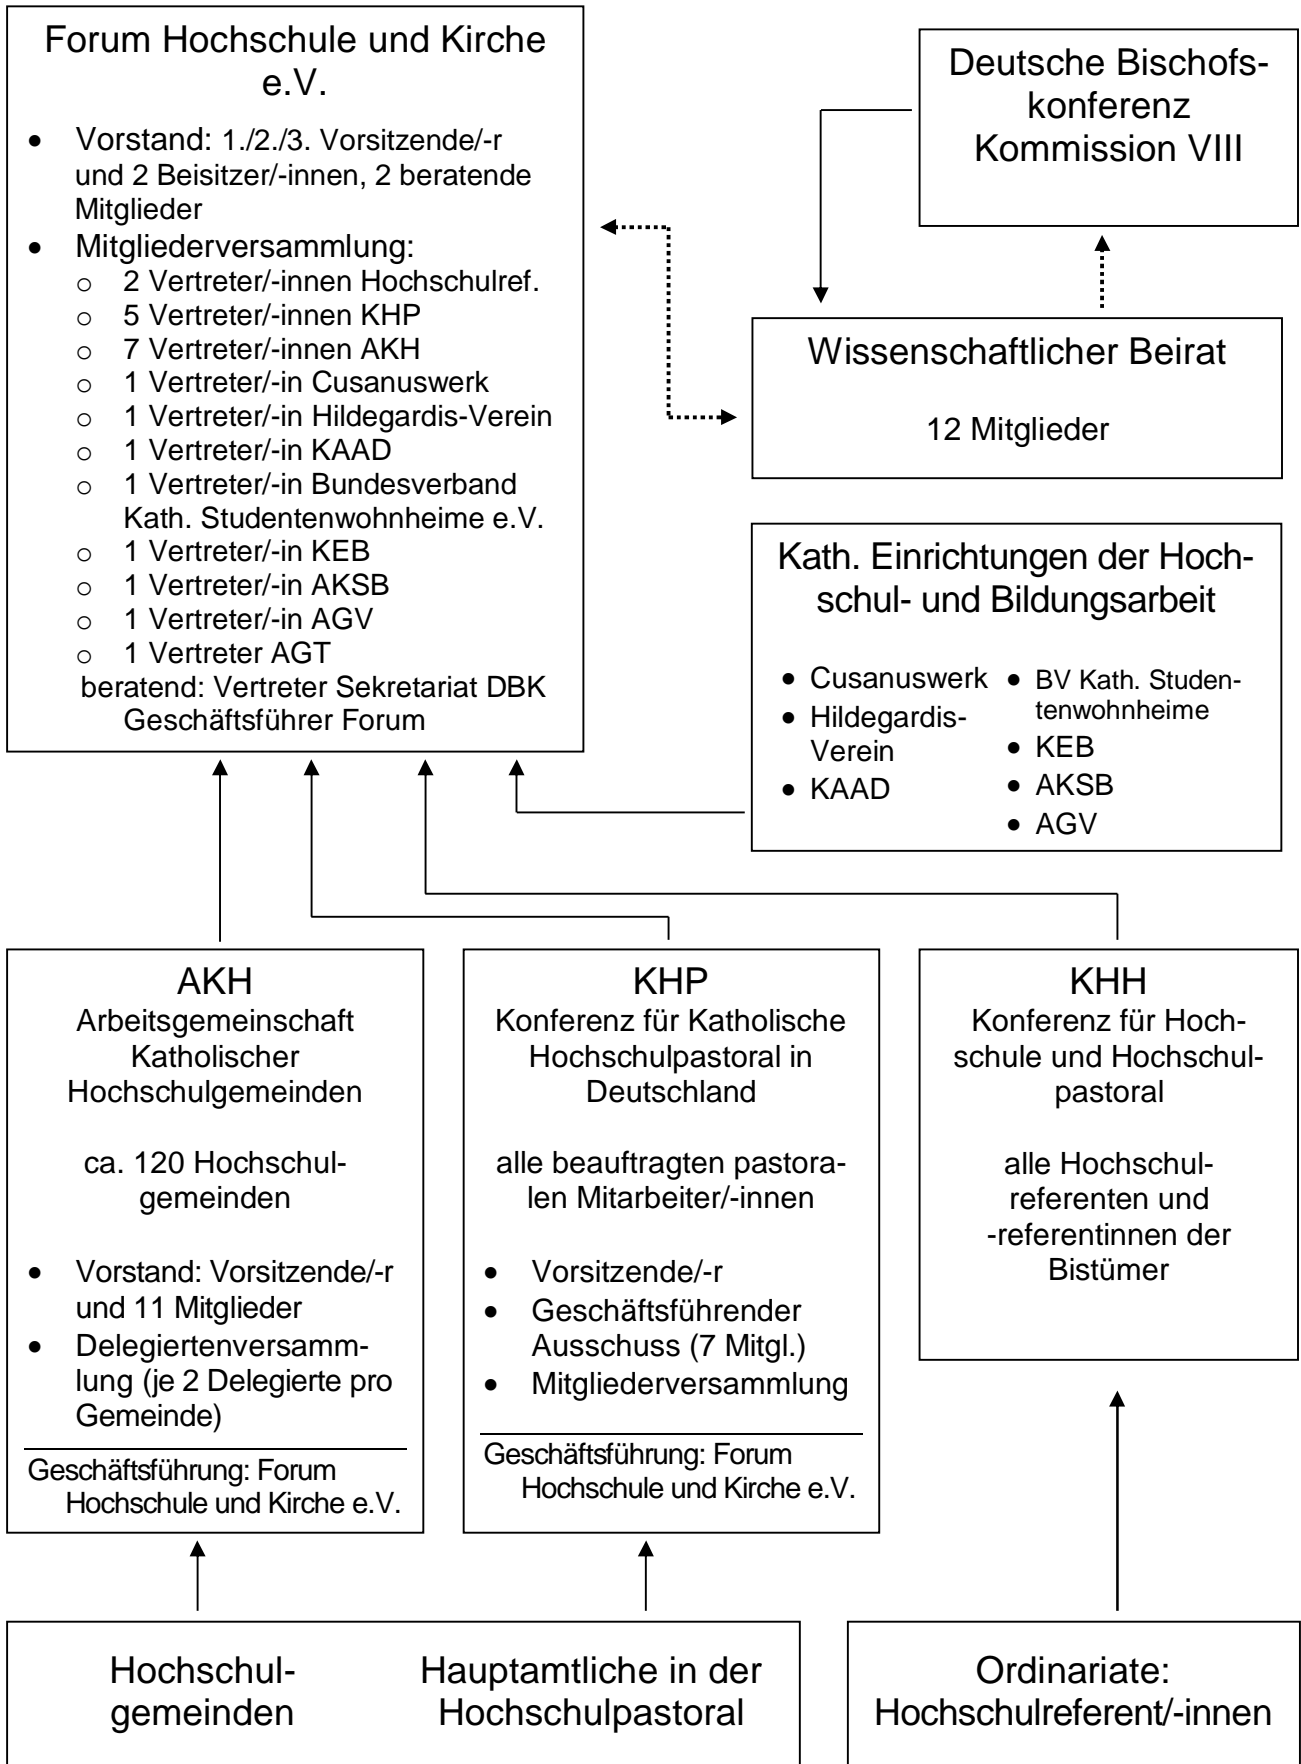 Forum Hochschule und Kirche
e.V.
• Vorstand: 1./2./3. Vorsitzende/-r
und 2 Beisitzer/-innen, 2 beratende
Mitglieder
• Mitgliederversammlung:
o 2 Vertreter/-innen Hochschulref.
o 5 Vertreter/-innen KHP
o 7 Vertreter/-innen AKH
o 1 Vertreter/-in Cusanuswerk
o 1 Vertreter/-in Hildegardis-Verein
o 1 Vertreter/-in KAAD
o 1 Vertreter/-in Bundesverband
Kath. Studentenwohnheime e.V.
o 1 Vertreter/-in KEB
o 1 Vertreter/-in AKSB
o 1 Vertreter/-in AGV
o 1 Vertreter AGT
beratend: Vertreter Sekretariat DBK
Geschäftsführer Forum
Deutsche Bischofs-
konferenz
Kommission VIII
Wissenschaftlicher Beirat
12 Mitglieder
Kath. Einrichtungen der Hoch-
schul- und Bildungsarbeit
• Cusanuswerk
• Hildegardis-
Verein
• KAAD
• BV Kath. Studen-
tenwohnheime
• KEB
• AKSB
• AGV
AKH
Arbeitsgemeinschaft
Katholischer
Hochschulgemeinden
ca. 120 Hochschul-
gemeinden
• Vorstand: Vorsitzende/-r
und 11 Mitglieder
• Delegiertenversamm-
lung (je 2 Delegierte pro
Gemeinde)
Geschäftsführung: Forum
Hochschule und Kirche e.V.
KHP
Konferenz für Katholische
Hochschulpastoral in
Deutschland
alle beauftragten pastora-
len Mitarbeiter/-innen
• Vorsitzende/-r
• Geschäftsführender
Ausschuss (7 Mitgl.)
• Mitgliederversammlung
Geschäftsführung: Forum
Hochschule und Kirche e.V.
KHH
Konferenz für Hoch-
schule und Hochschul-
pastoral
alle Hochschul-
referenten und
-referentinnen der
Bistümer
Hochschul-
gemeinden
Hauptamtliche in der
Hochschulpastoral
Ordinariate:
Hochschulreferent/-innen